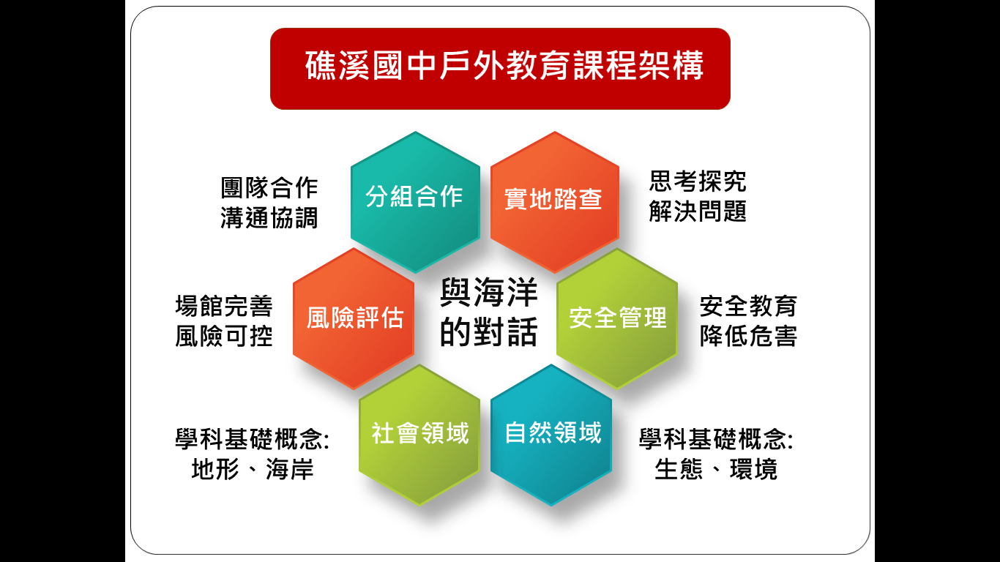 礁溪國中戶外教育課程架構
團隊合作
溝通協調
分組合作
實地踏查
思考探究
解決問題
場館完善
風險可控
風險評估
與海洋
的對話
安全管理
安全教育
降低危害
學科基礎概念:
地形、海岸
社會領域
自然領域
學科基礎概念:
生態、環境